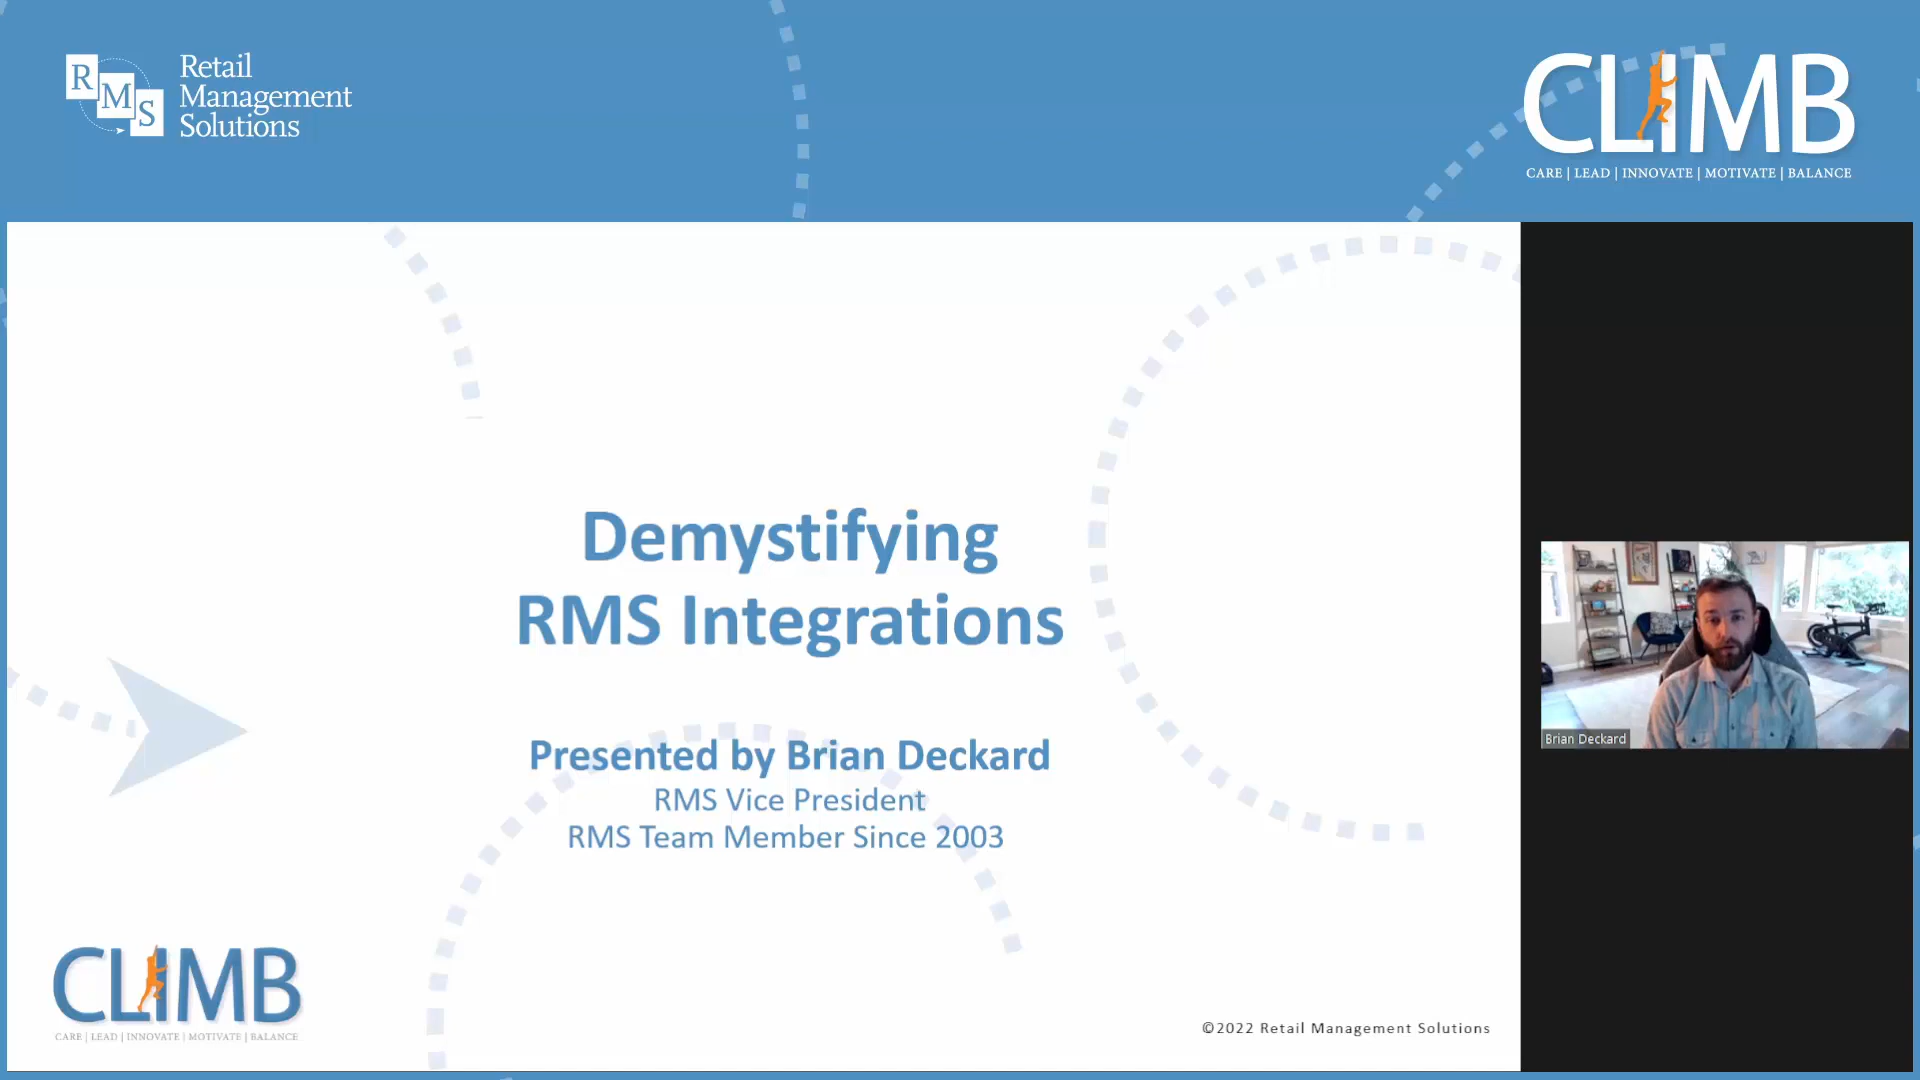 R
M
S
Retail
Management
Solutions
CLIMB
CARE | LEAD | INNOVATE | MOTIVATE | BALANCE
Demystifying
RMS Integrations
Presented by Brian Deckard
RMS Vice President
RMS Team Member Since 2003
Brian Deckard
CLIMB
CARE | LEAD | INNOVATE | MOTIVATE | BALANCE
©2022 Retail Management Solutions